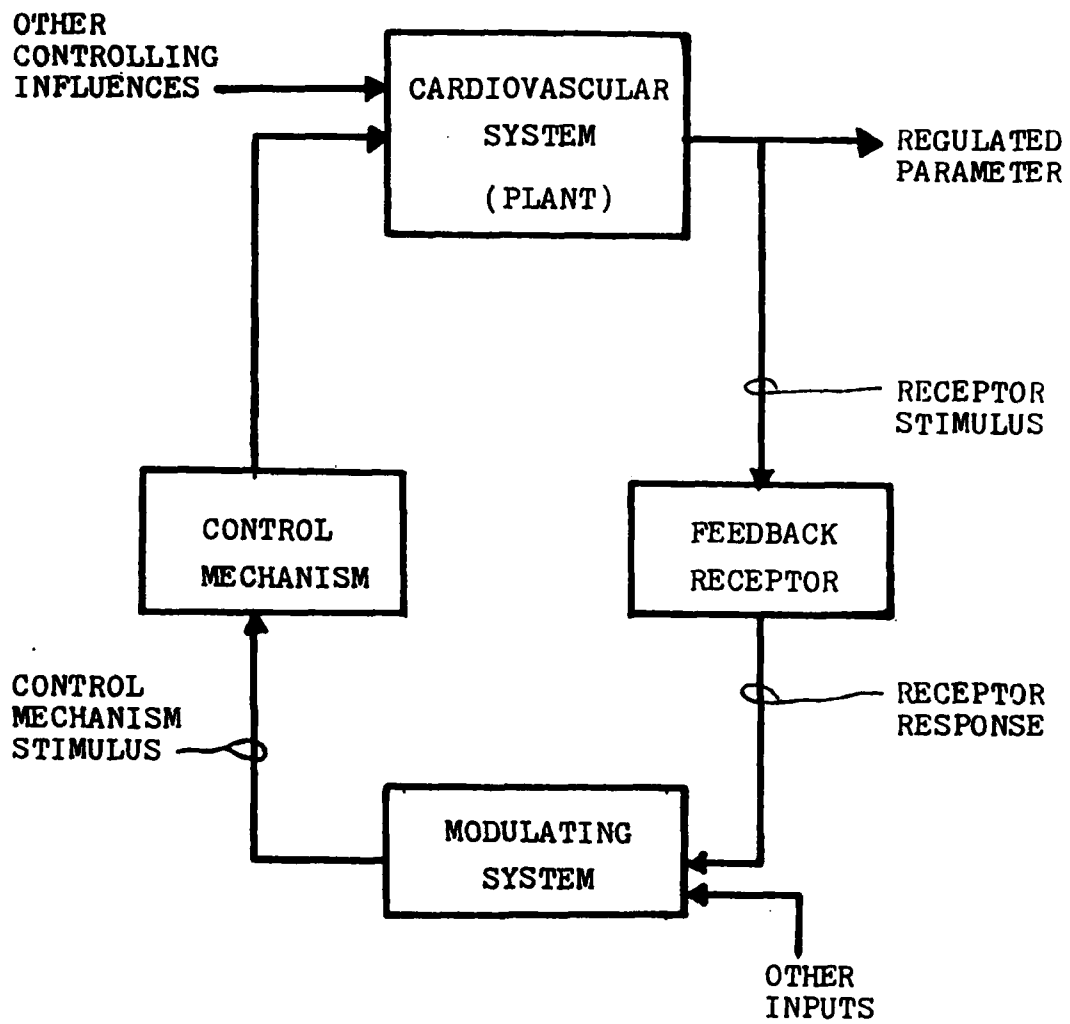 OTHER
CONTROLLING
INFLUENCES
CARDIOVASCULAR
SYSTEM
(PLANT)
REGULATED
PARAMETER
RECEPTOR
STIMULUS
CONTROL
MECHANISM
FEEDBACK
RECEPTOR
CONTROL
MECHANISM
STIMULUS
RECEPTOR
RESPONSE
MODULATING
SYSTEM
OTHER
INPUTS